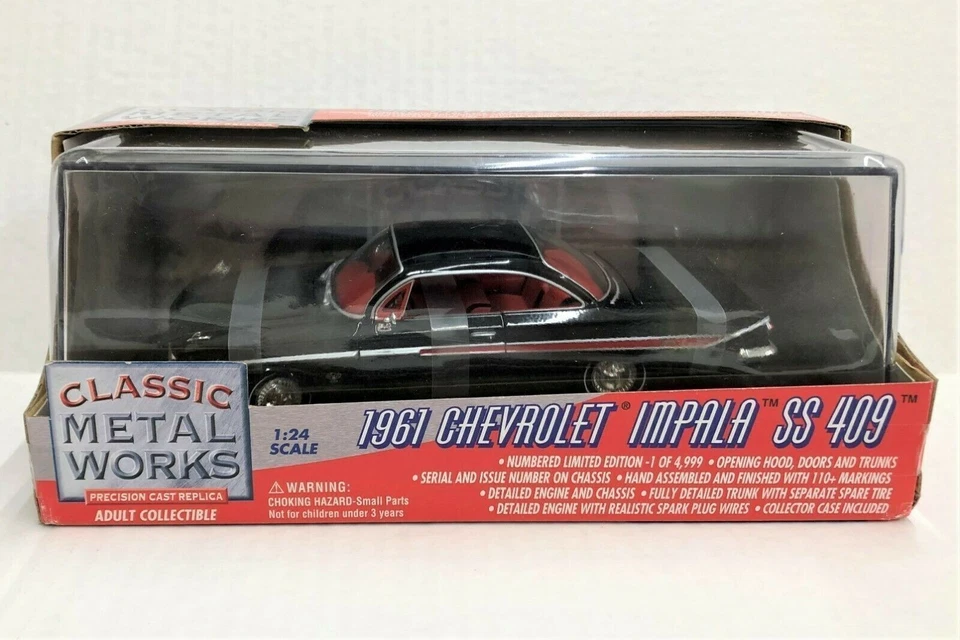 METAL
CLASSIC
METAL
WORKS
PRECISION CAST REPLICA
ADULT COLLECTIBLE
1:24
SCALE
⚠ WARNING:
CHOKING HAZARD-Small Parts
Not for children under 3 years
1961 CHEVROLET® IMPALA™ SS 409™
• NUMBERED LIMITED EDITION -1 OF 4,999 • OPENING HOOD, DOORS AND TRUNKS
• SERIAL AND ISSUE NUMBER ON CHASSIS • HAND ASSEMBLED AND FINISHED WITH 110+ MARKINGS
• DETAILED ENGINE AND CHASSIS • FULLY DETAILED TRUNK WITH SEPARATE SPARE TIRE
• DETAILED ENGINE WITH REALISTIC SPARK PLUG WIRES • COLLECTOR CASE INCLUDED